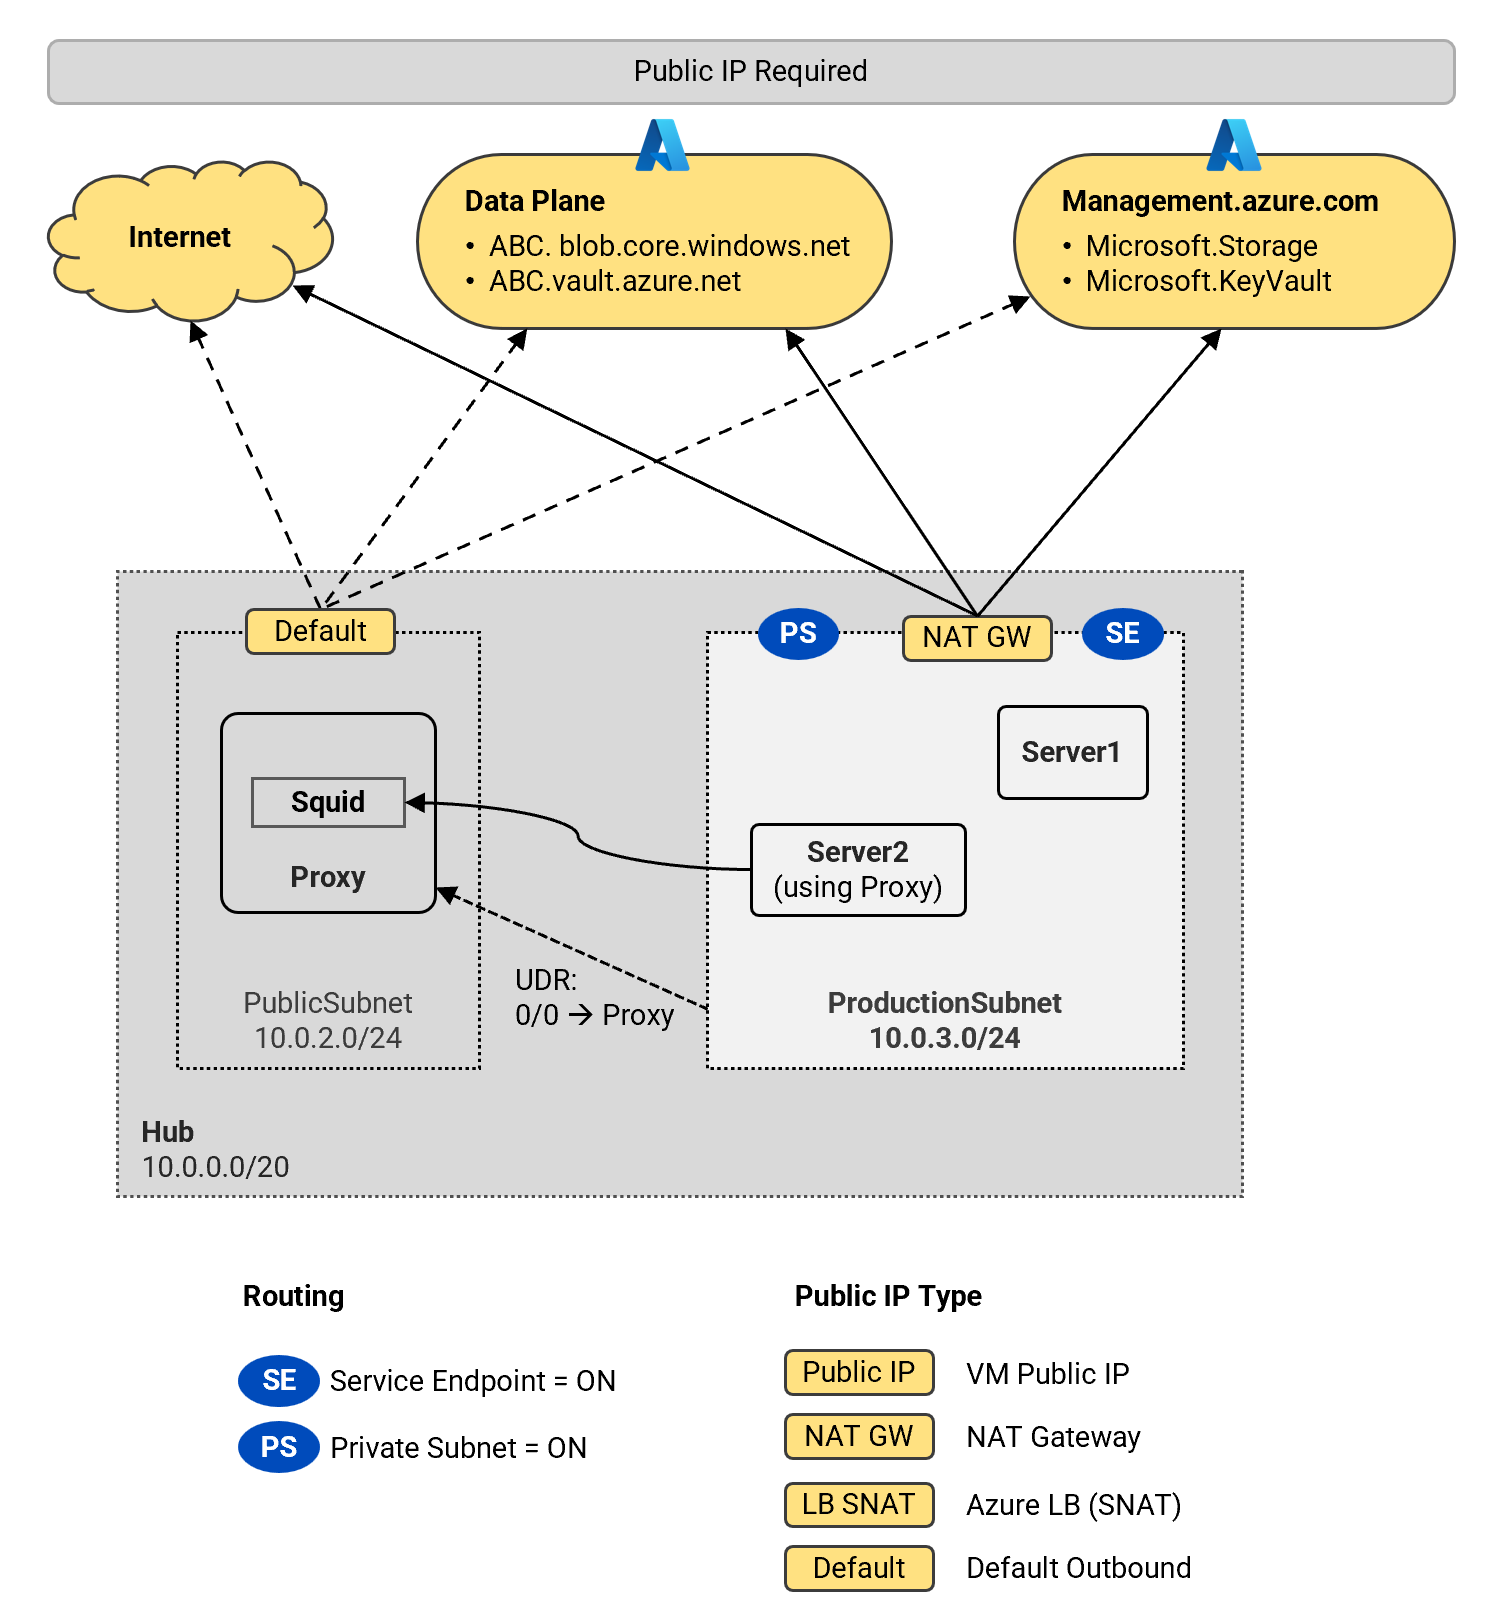 Public IP Required
Internet
Data Plane
• ABC. blob.core.windows.net
• ABC.vault.azure.net
Management.azure.com
• Microsoft.Storage
• Microsoft.KeyVault
Default
PS
NAT GW
SE
Server1
Squid
Proxy
Server2
(using Proxy)
UDR:
0/0 → Proxy
PublicSubnet
10.0.2.0/24
ProductionSubnet
10.0.3.0/24
Hub
10.0.0.0/20
Routing
SE Service Endpoint = ON
PS Private Subnet = ON
Public IP Type
Public IP VM Public IP
NAT GW NAT Gateway
LB SNAT Azure LB (SNAT)
Default Default Outbound